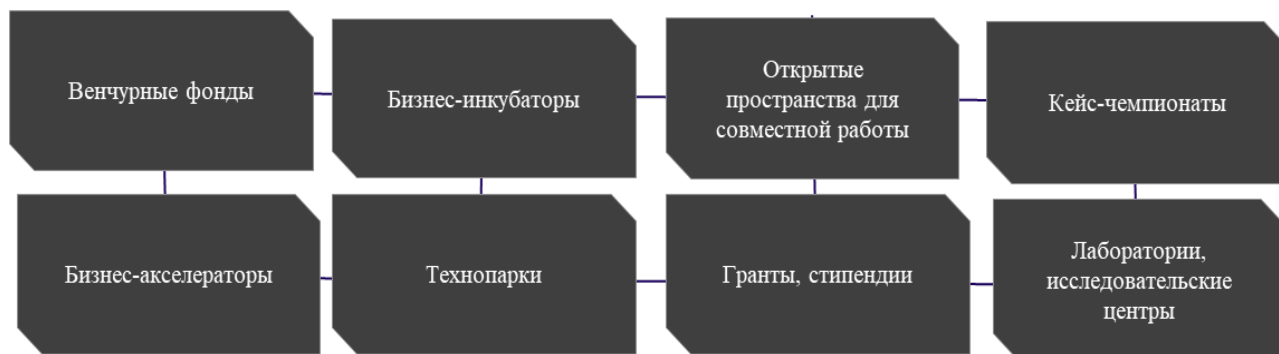 Венчурные фонды
Бизнес-инкубаторы
Открытые
пространства для
совместной работы
Кейс-чемпионаты
Бизнес-акселераторы
Технопарки
Гранты, стипендии
Лаборатории,
исследовательские
центры